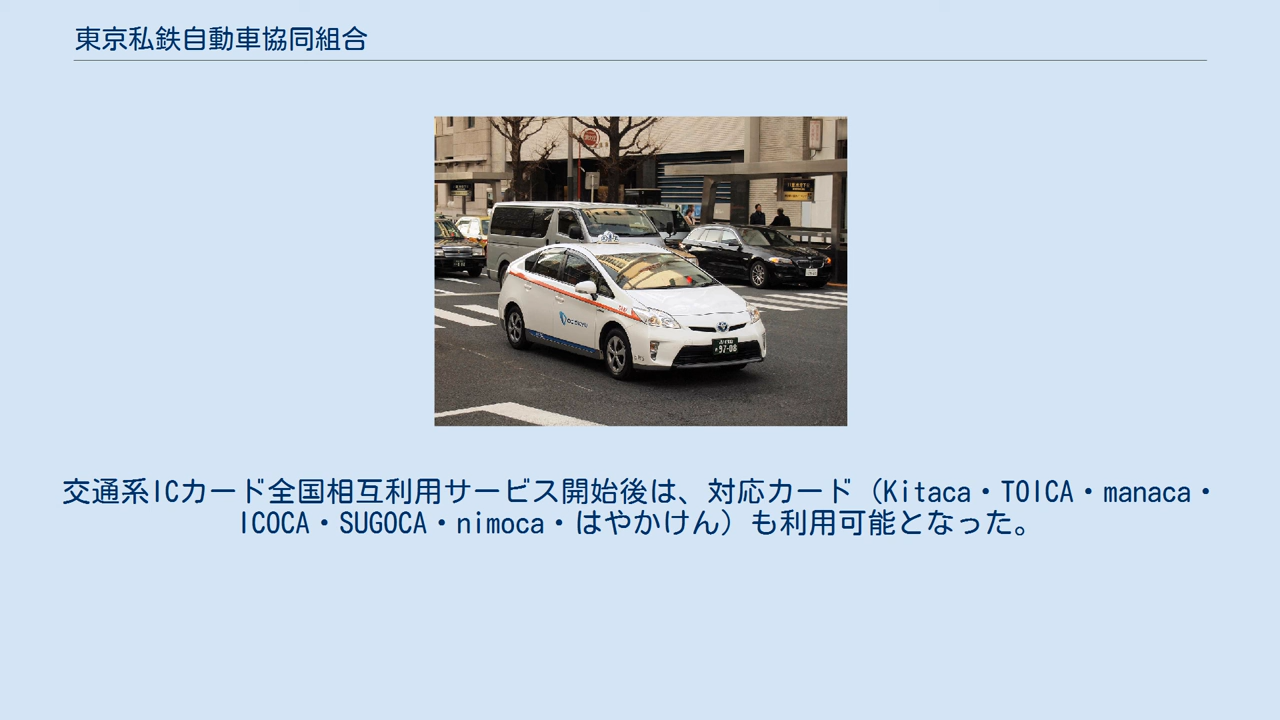 東京私鉄自動車協同組合
97-08
交通系ICカード全国相互利用サービス開始後は、対応カード（Kitaca・TOICA・manaca・
ICOCA・SUGOCA・nimoca・はやかけん）も利用可能となった。